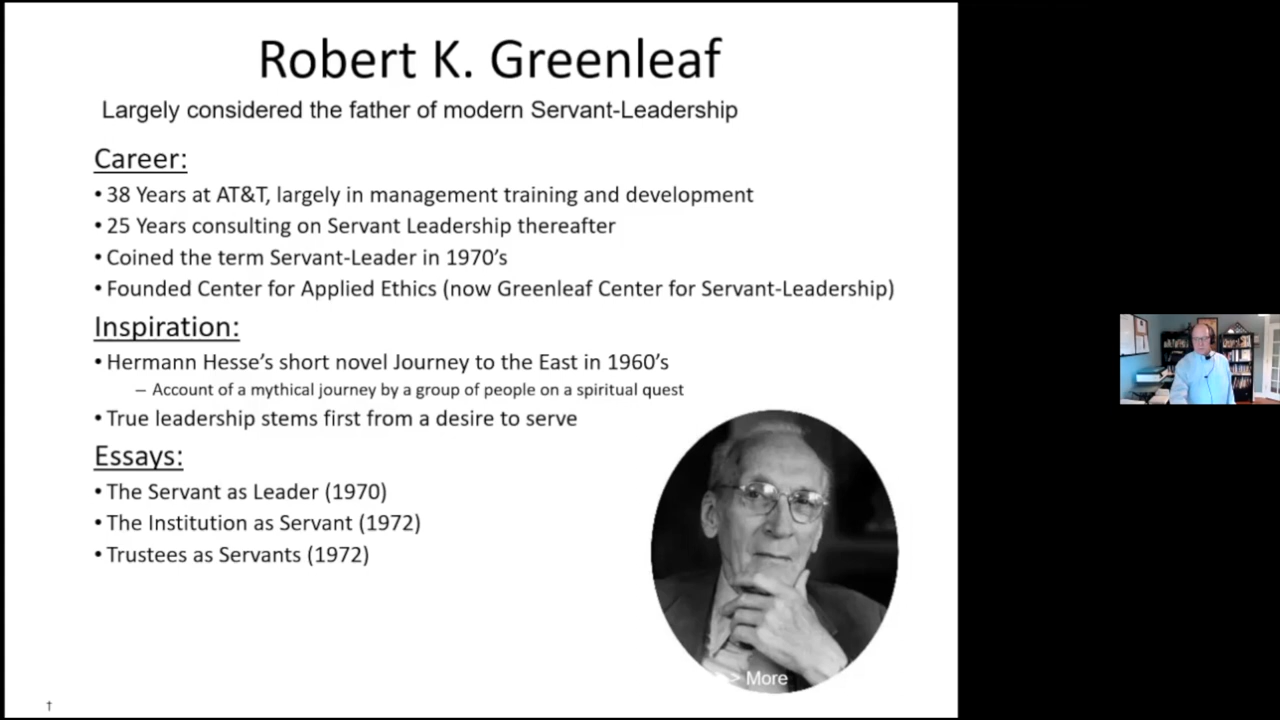 Robert K. Greenleaf
Largely considered the father of modern Servant-Leadership
Career:
• 38 Years at AT&T, largely in management training and development
• 25 Years consulting on Servant Leadership thereafter
• Coined the term Servant-Leader in 1970’s
• Founded Center for Applied Ethics (now Greenleaf Center for Servant-Leadership)
Inspiration:
• Hermann Hesse’s short novel Journey to the East in 1960’s
– Account of a mythical journey by a group of people on a spiritual quest
• True leadership stems first from a desire to serve
Essays:
• The Servant as Leader (1970)
• The Institution as Servant (1972)
• Trustees as Servants (1972)
> More
†